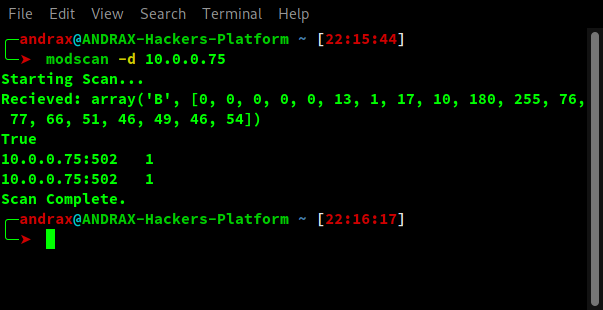 File Edit View Search Terminal Help
andrax@ANDRAX-Hackers-Platform ~ [22:15:44]
modscan -d 10.0.0.75
Starting Scan...
Recieved: array('B', [0, 0, 0, 0, 0, 13, 1, 17, 10, 180, 255, 76,
77, 66, 51, 46, 49, 46, 54])
True
10.0.0.75:502 1
10.0.0.75:502 1
Scan Complete.
andrax@ANDRAX-Hackers-Platform ~ [22:16:17]